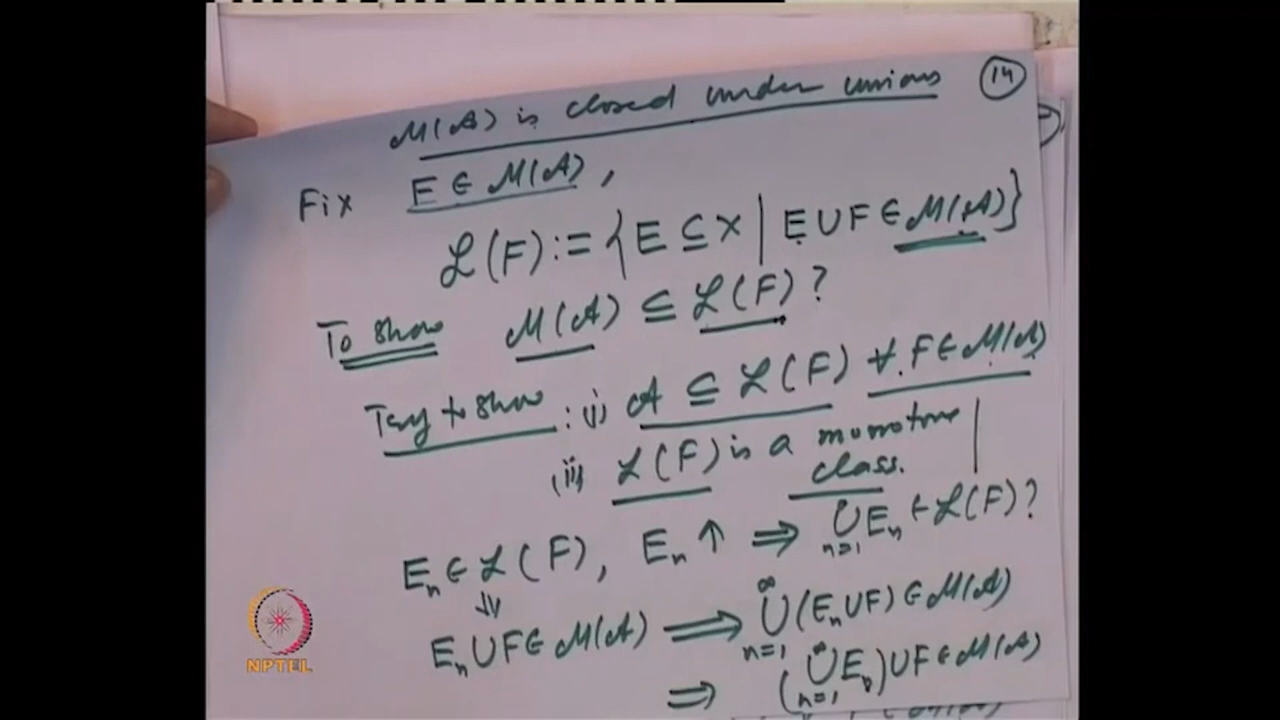 M(A) is closed under unions (14)
Fix E ∈ M(A),
L(F) := {E ⊆ X | E ∪ F ∈ M(A)}
To show M(A) ⊆ L(F)?
Try to show : (i) A ⊆ L(F) ∀ F ∈ M(A)
(ii) L(F) is a monotone class.
E_n ∈ L(F), E_n ↑ ⇒ ∪_{n=1} E_n ∈ L(F)?
⇓
E_n ∪ F ∈ M(A) ⇒ ∪_{n=1}^∞ (E_n ∪ F) ∈ M(A)
⇒ (∪_{n=1}^∞ E_n) ∪ F ∈ M(A)
NPTEL